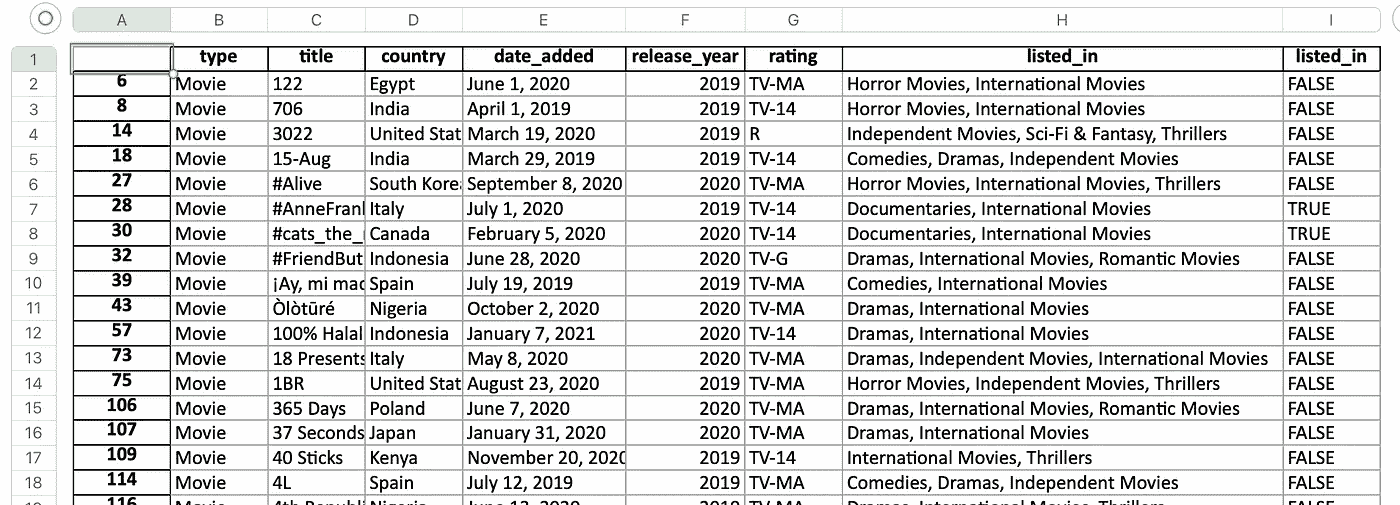 A B C D E F G H I
1 type title country date_added release_year rating listed_in listed_in
2 6 Movie 122 Egypt June 1, 2020 2019 TV-MA Horror Movies, International Movies FALSE
3 8 Movie 706 India April 1, 2019 2019 TV-14 Horror Movies, International Movies FALSE
4 14 Movie 3022 United Stat March 19, 2020 2019 R Independent Movies, Sci-Fi & Fantasy, Thrillers FALSE
5 18 Movie 15-Aug India March 29, 2019 2019 TV-14 Comedies, Dramas, Independent Movies FALSE
6 27 Movie #Alive South Kore September 8, 2020 2020 TV-MA Horror Movies, International Movies, Thrillers FALSE
7 28 Movie #AnneFran Italy July 1, 2020 2019 TV-14 Documentaries, International Movies TRUE
8 30 Movie #cats_the_ Canada February 5, 2020 2020 TV-14 Documentaries, International Movies TRUE
9 32 Movie #FriendBut Indonesia June 28, 2020 2020 TV-G Dramas, International Movies, Romantic Movies FALSE
10 39 Movie ¡Ay, mi mad Spain July 19, 2019 2019 TV-MA Comedies, International Movies FALSE
11 43 Movie Òlòtūré Nigeria October 2, 2020 2020 TV-MA Dramas, International Movies FALSE
12 57 Movie 100% Halal Indonesia January 7, 2021 2020 TV-14 Dramas, International Movies FALSE
13 73 Movie 18 Presents Italy May 8, 2020 2020 TV-MA Dramas, Independent Movies, International Movies FALSE
14 75 Movie 1BR United Stat August 23, 2020 2019 TV-MA Horror Movies, Independent Movies, Thrillers FALSE
15 106 Movie 365 Days Poland June 7, 2020 2020 TV-MA Dramas, International Movies, Romantic Movies FALSE
16 107 Movie 37 Seconds Japan January 31, 2020 2020 TV-MA Dramas, International Movies FALSE
17 109 Movie 40 Sticks Kenya November 20, 2020 2019 TV-14 International Movies, Thrillers FALSE
18 114 Movie 4L Spain July 12, 2019 2019 TV-MA Comedies, Dramas, Independent Movies FALSE